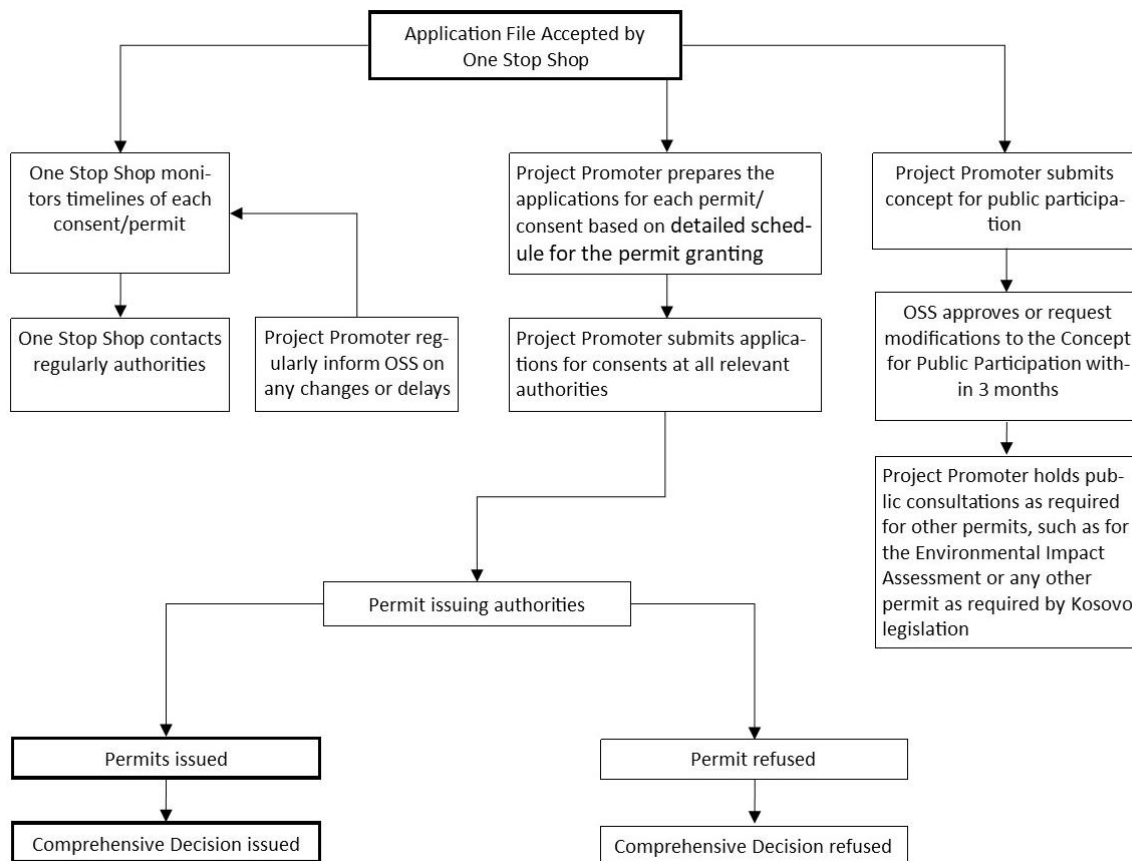 Application File Accepted by
One Stop Shop
One Stop Shop moni-
tors timelines of each
consent/permit
Project Promoter prepares the
applications for each permit/
consent based on detailed sched-
ule for the permit granting
Project Promoter submits
concept for public participa-
tion
One Stop Shop contacts
regularly authorities
Project Promoter reg-
ularly inform OSS on
any changes or delays
Project Promoter submits applica-
tions for consents at all relevant
authorities
OSS approves or request
modifications to the Concept
for Public Participation with-
in 3 months
Project Promoter holds pub-
lic consultations as required
for other permits, such as for
the Environmental Impact
Assessment or any other
permit as required by Kosovo
legislation
Permit issuing authorities
Permits issued
Permit refused
Comprehensive Decision issued
Comprehensive Decision refused